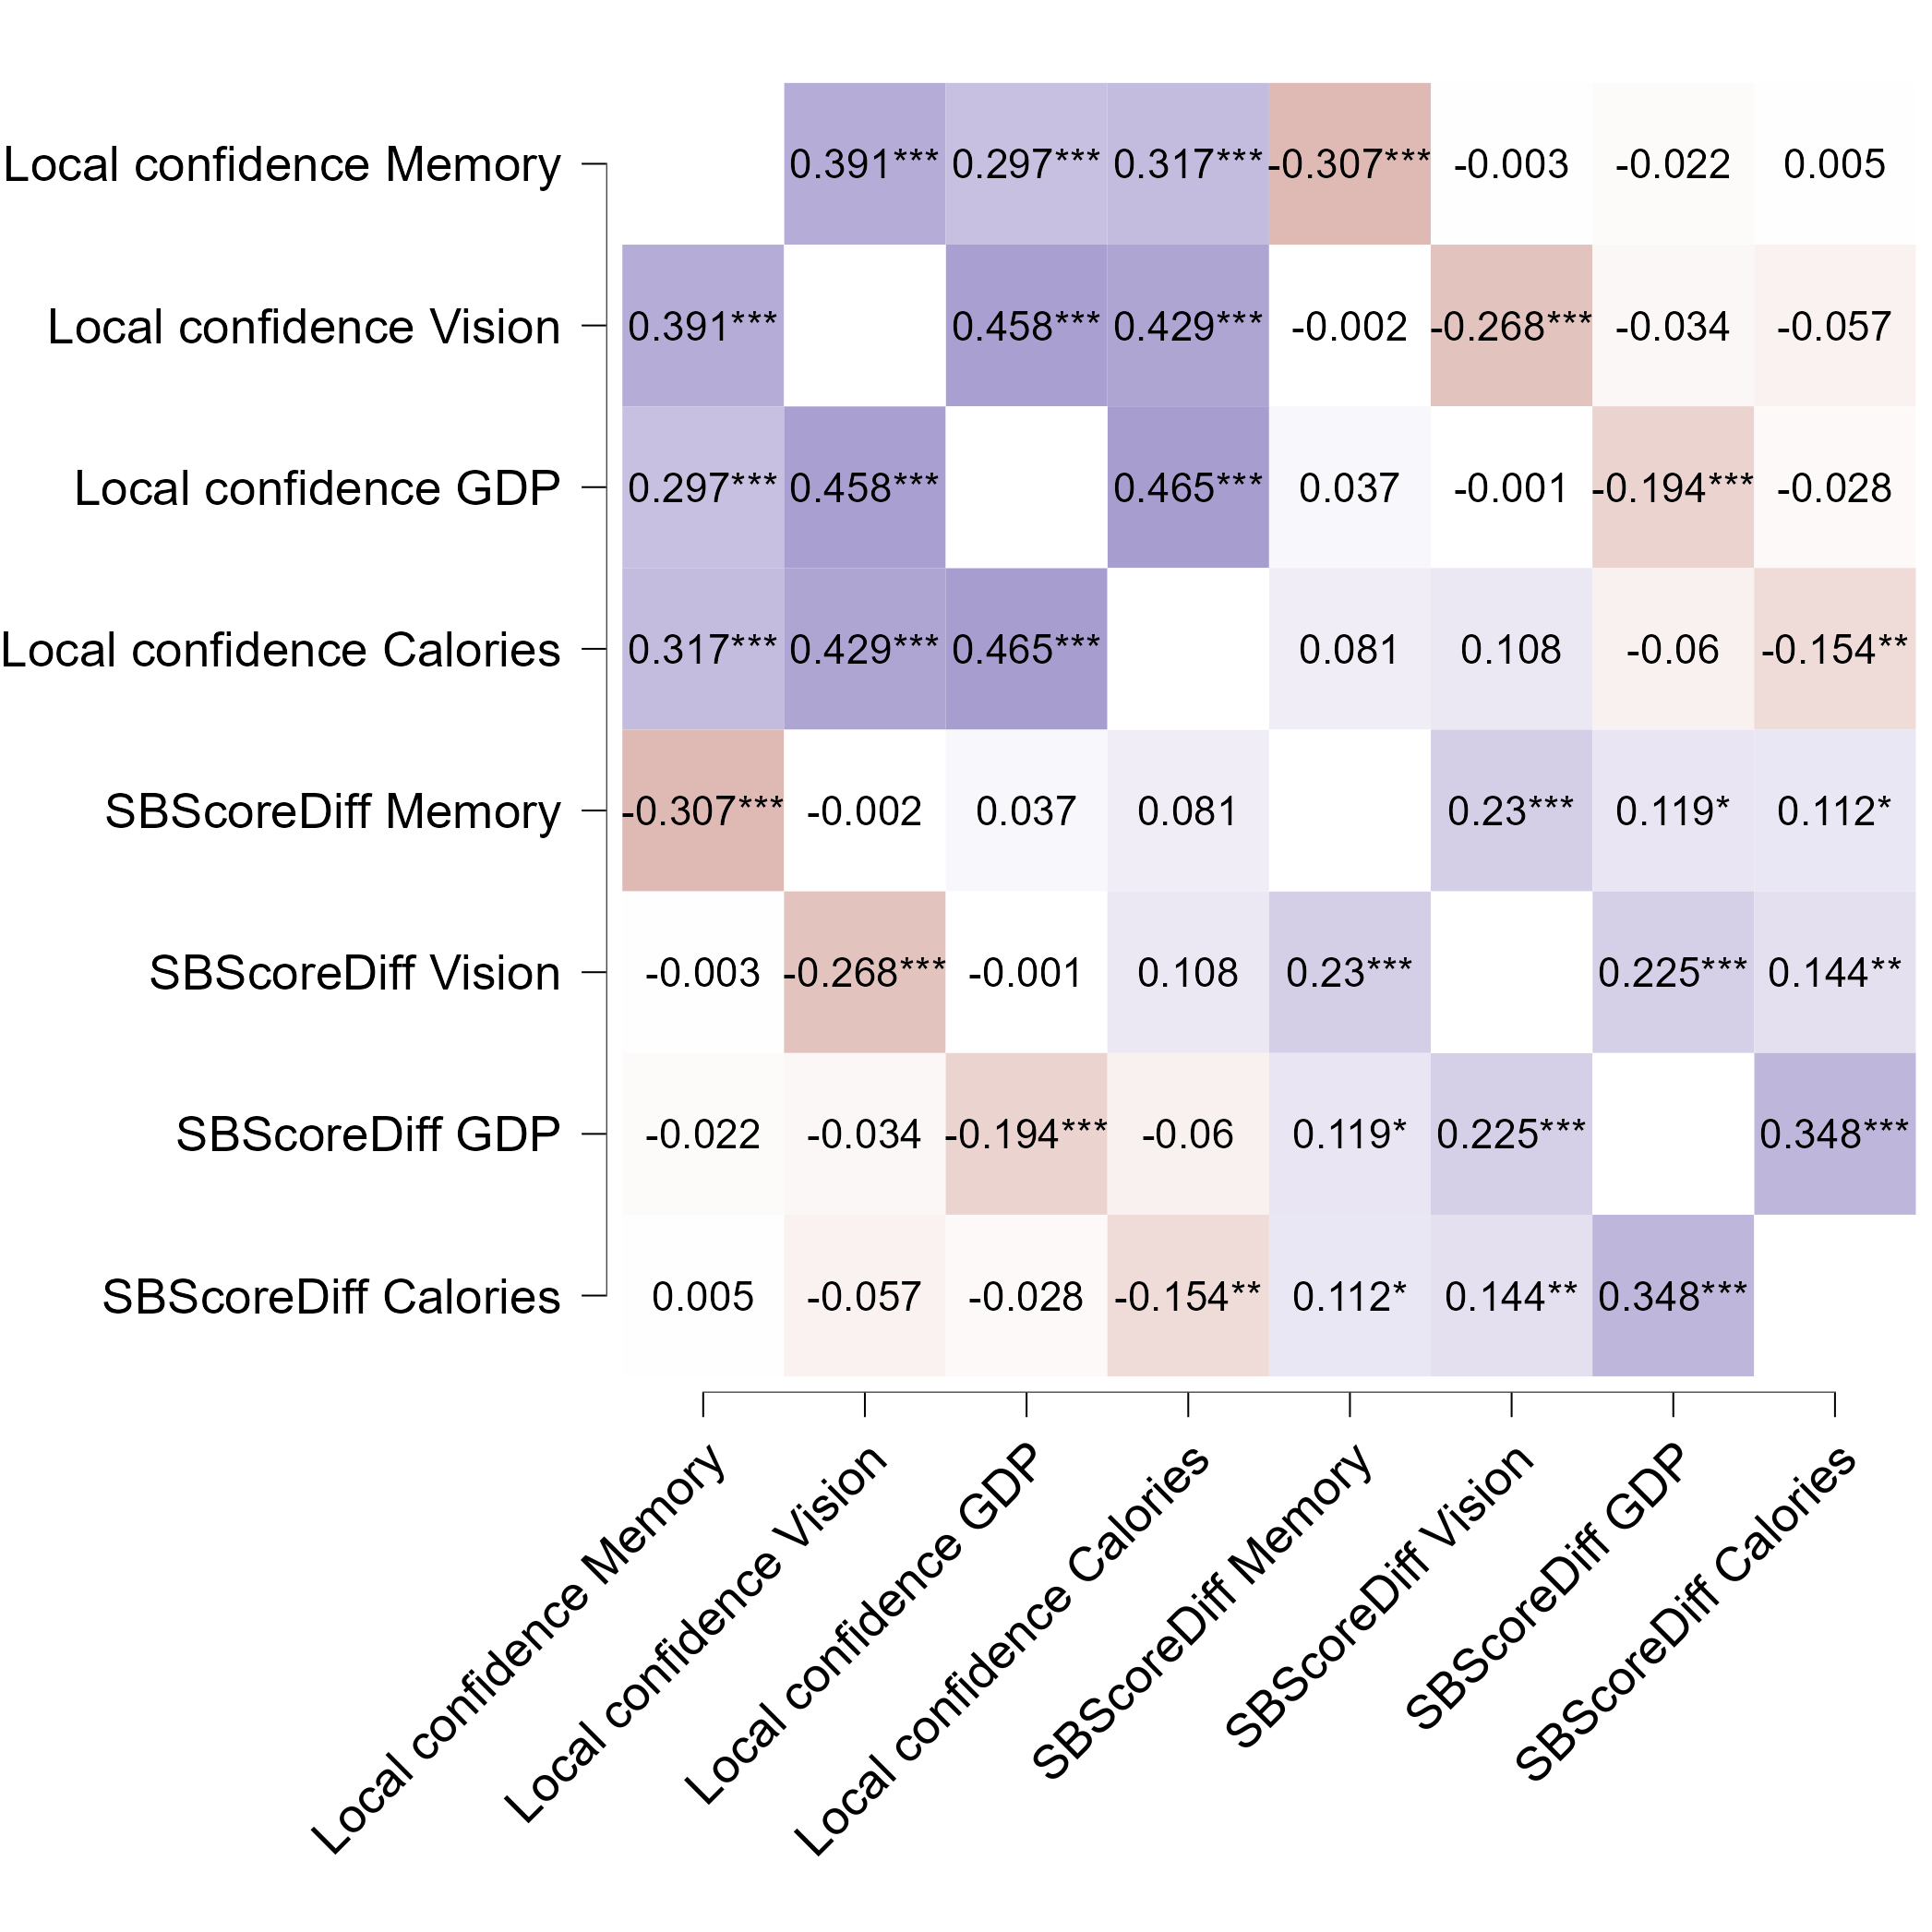 Local confidence Memory 0.391*** 0.297*** 0.317*** -0.307*** -0.003 -0.022 0.005
Local confidence Vision 0.391*** 0.458*** 0.429*** -0.002 -0.268*** -0.034 -0.057
Local confidence GDP 0.297*** 0.458*** 0.465*** 0.037 -0.001 -0.194*** -0.028
Local confidence Calories 0.317*** 0.429*** 0.465*** 0.081 0.108 -0.06 -0.154**
SBScoreDiff Memory -0.307*** -0.002 0.037 0.081 0.23*** 0.119* 0.112*
SBScoreDiff Vision -0.003 -0.268*** -0.001 0.108 0.23*** 0.225*** 0.144**
SBScoreDiff GDP -0.022 -0.034 -0.194*** -0.06 0.119* 0.225*** 0.348***
SBScoreDiff Calories 0.005 -0.057 -0.028 -0.154** 0.112* 0.144** 0.348***
Local confidence Memory
Local confidence Vision
Local confidence GDP
Local confidence Calories
SBScoreDiff Memory
SBScoreDiff Vision
SBScoreDiff GDP
SBScoreDiff Calories